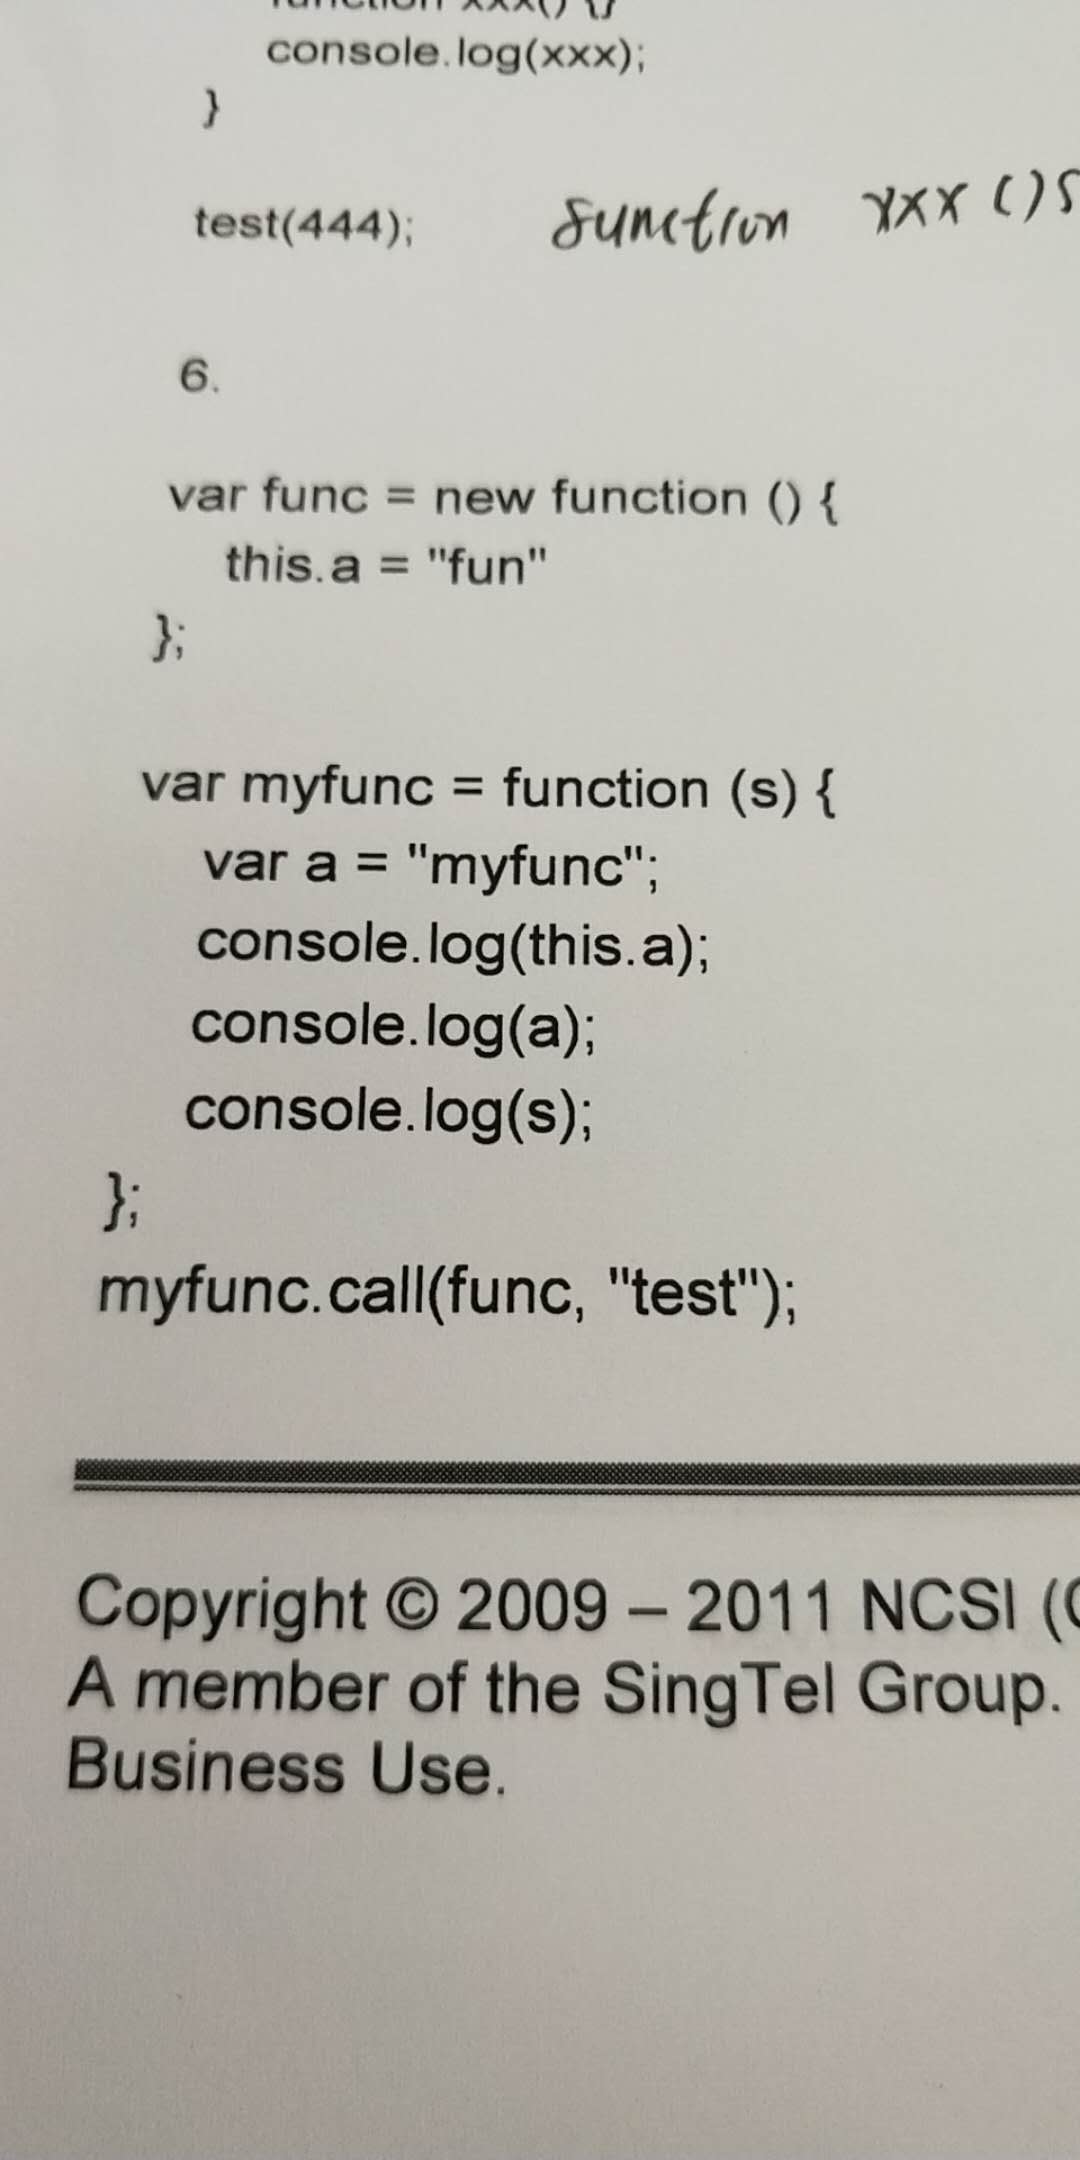 function xxx() {}
console.log(xxx);
}
test(444); function xxx ()
6.
var func = new function () {
this.a = "fun"
};
var myfunc = function (s) {
var a = "myfunc";
console.log(this.a);
console.log(a);
console.log(s);
};
myfunc.call(func, "test");
Copyright © 2009 – 2011 NCSI (
A member of the SingTel Group.
Business Use.